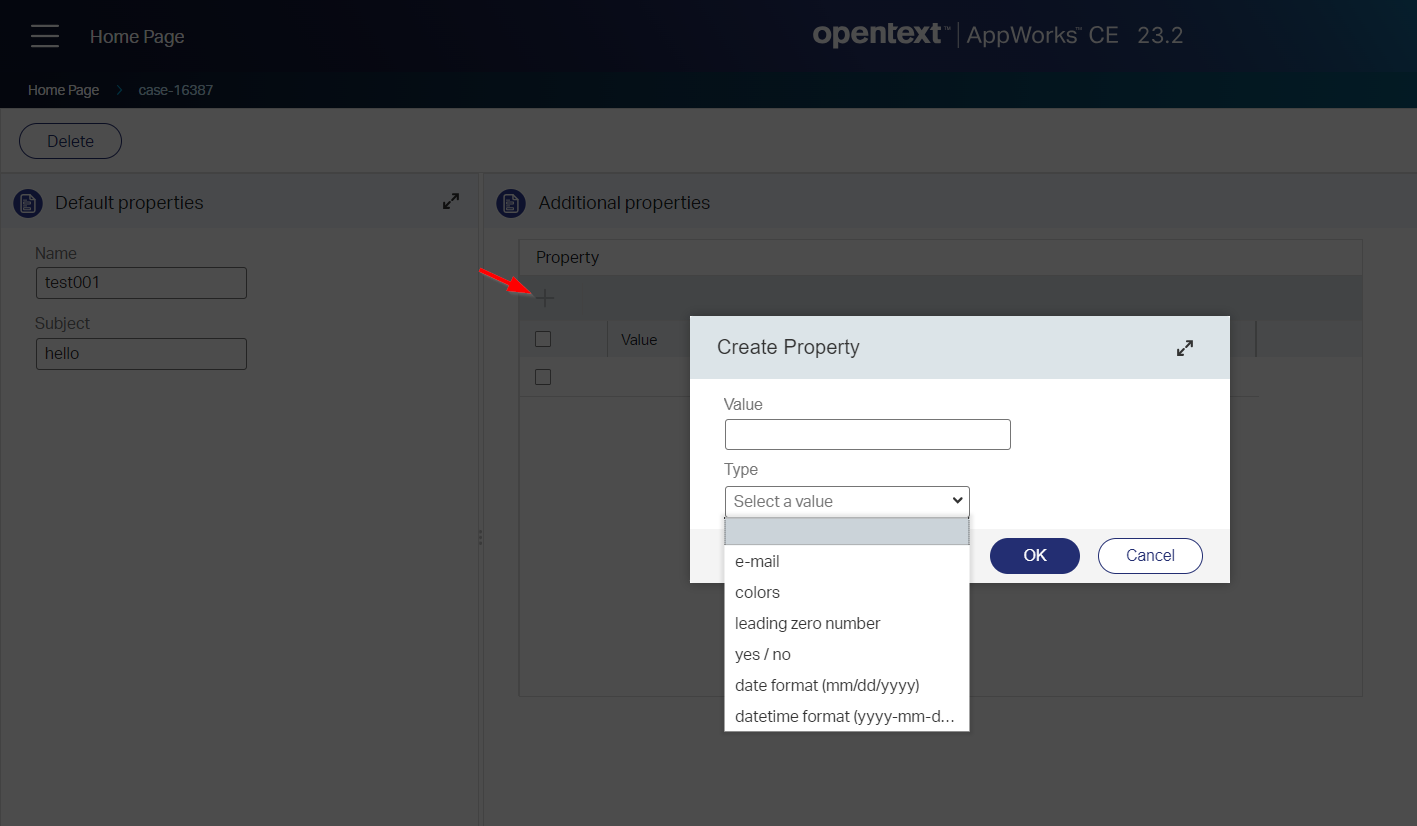 Home Page
opentext™ | AppWorks™ CE 23.2
Home Page > case-16387
Delete
Default properties
Additional properties
Name
test001
Subject
hello
Property
Value
Create Property
Value
Type
Select a value
e-mail
colors
leading zero number
yes / no
date format (mm/dd/yyyy)
datetime format (yyyy-mm-d...
OK
Cancel